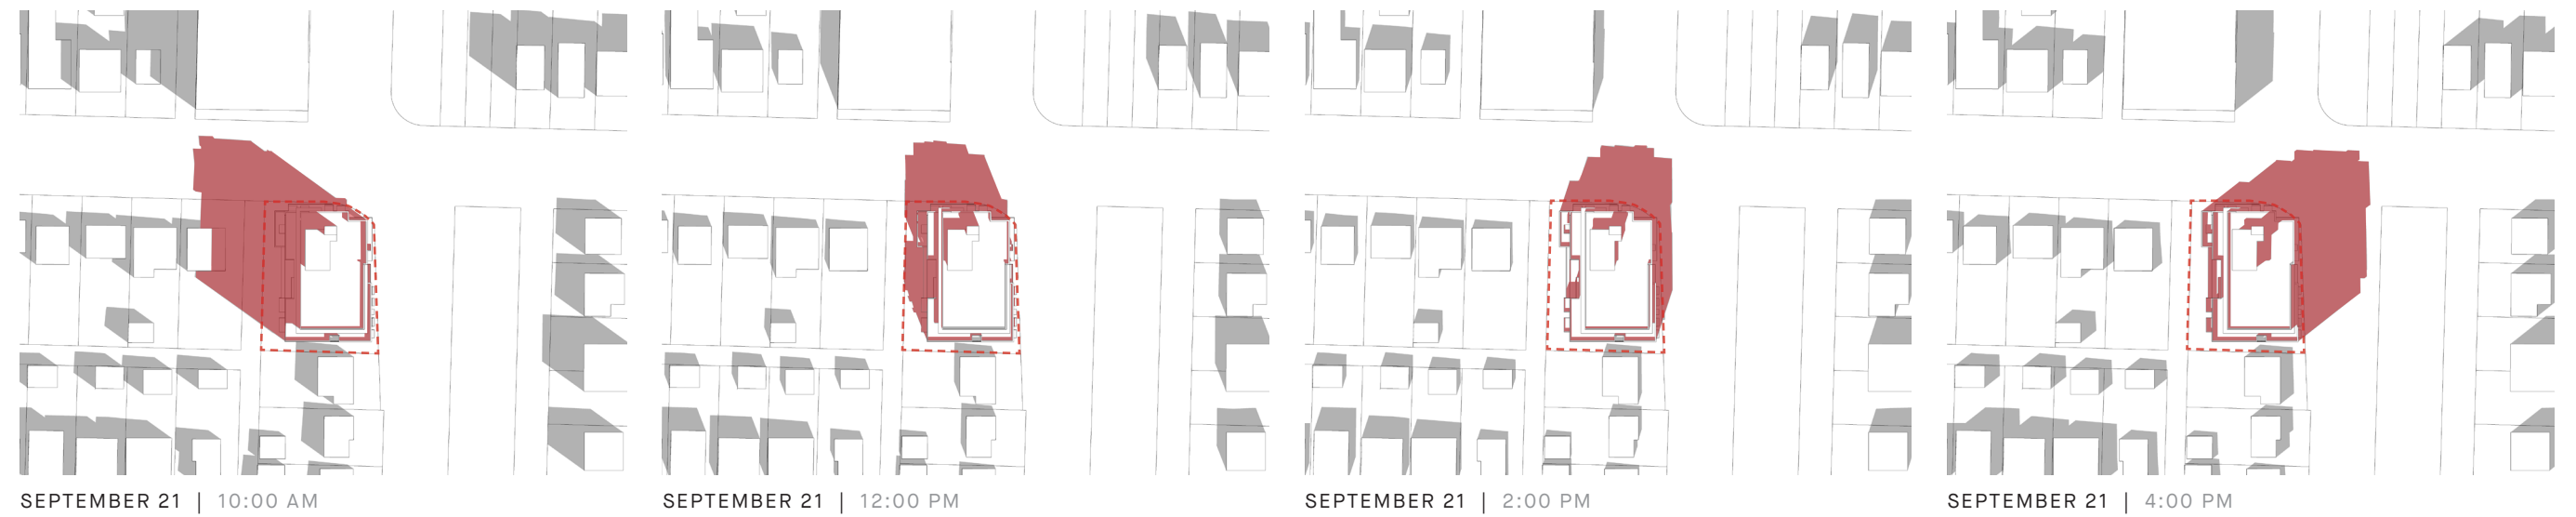 SEPTEMBER 21 | 10:00 AM
SEPTEMBER 21 | 12:00 PM
SEPTEMBER 21 | 2:00 PM
SEPTEMBER 21 | 4:00 PM